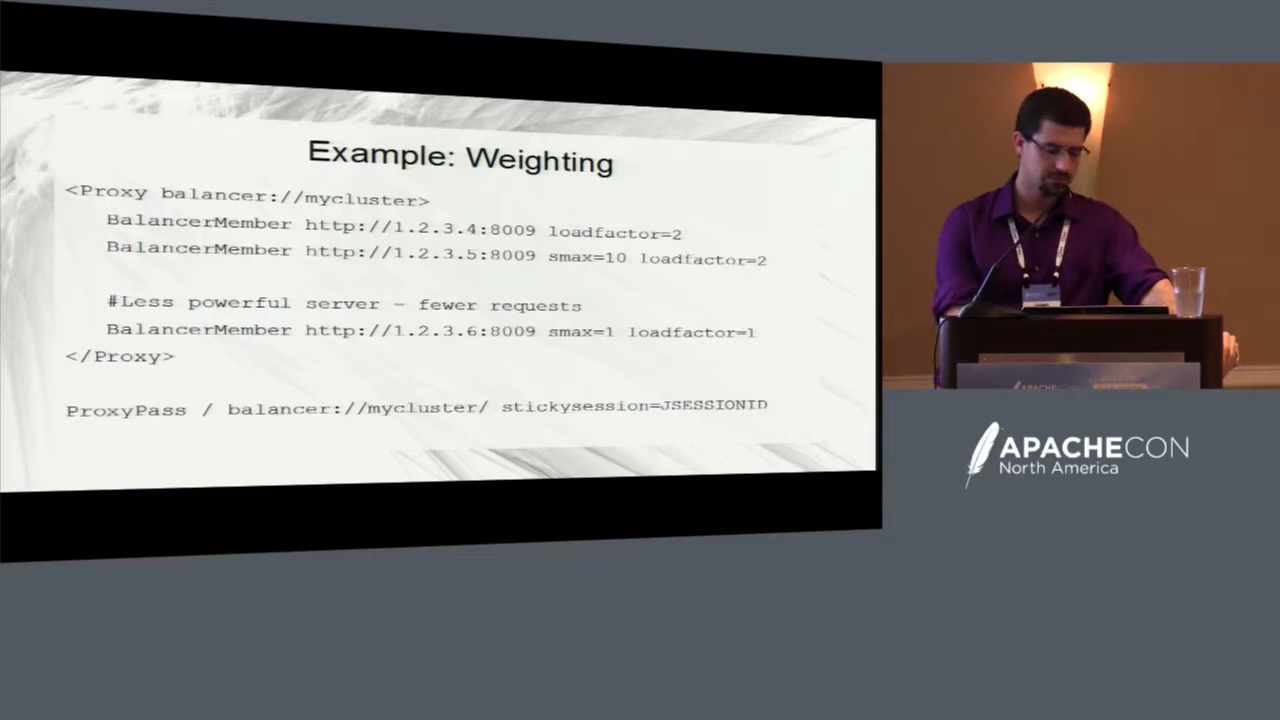 Example: Weighting
<Proxy balancer://mycluster>
BalancerMember http://1.2.3.4:8009 loadfactor=2
BalancerMember http://1.2.3.5:8009 smax=10 loadfactor=2
#Less powerful server – fewer requests
BalancerMember http://1.2.3.6:8009 smax=1 loadfactor=1
</Proxy>
ProxyPass / balancer://mycluster/ stickysession=JSESSIONID
APACHECON
North America